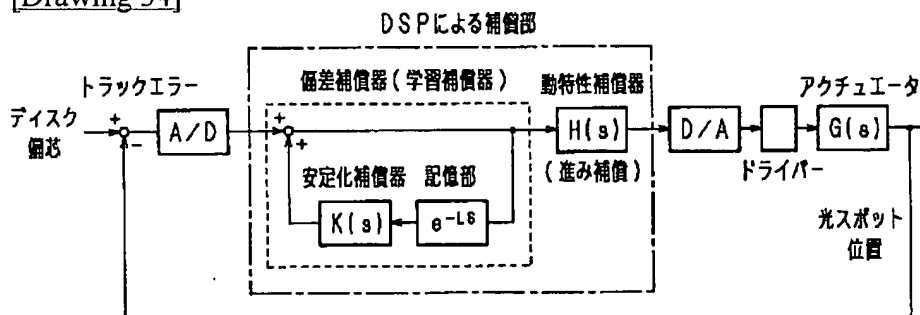 [Drawing 34]
DSPによる補償部
トラックエラー
偏差補償器(学習補償器)
動特性補償器
アクチュエータ
ディスク
偏芯
+
-
A/D
+
+
H(s)
D/A
G(s)
(進み補償)
ドライバー
安定化補償器 記憶部
K(s)
e-LS
光スポット
位置